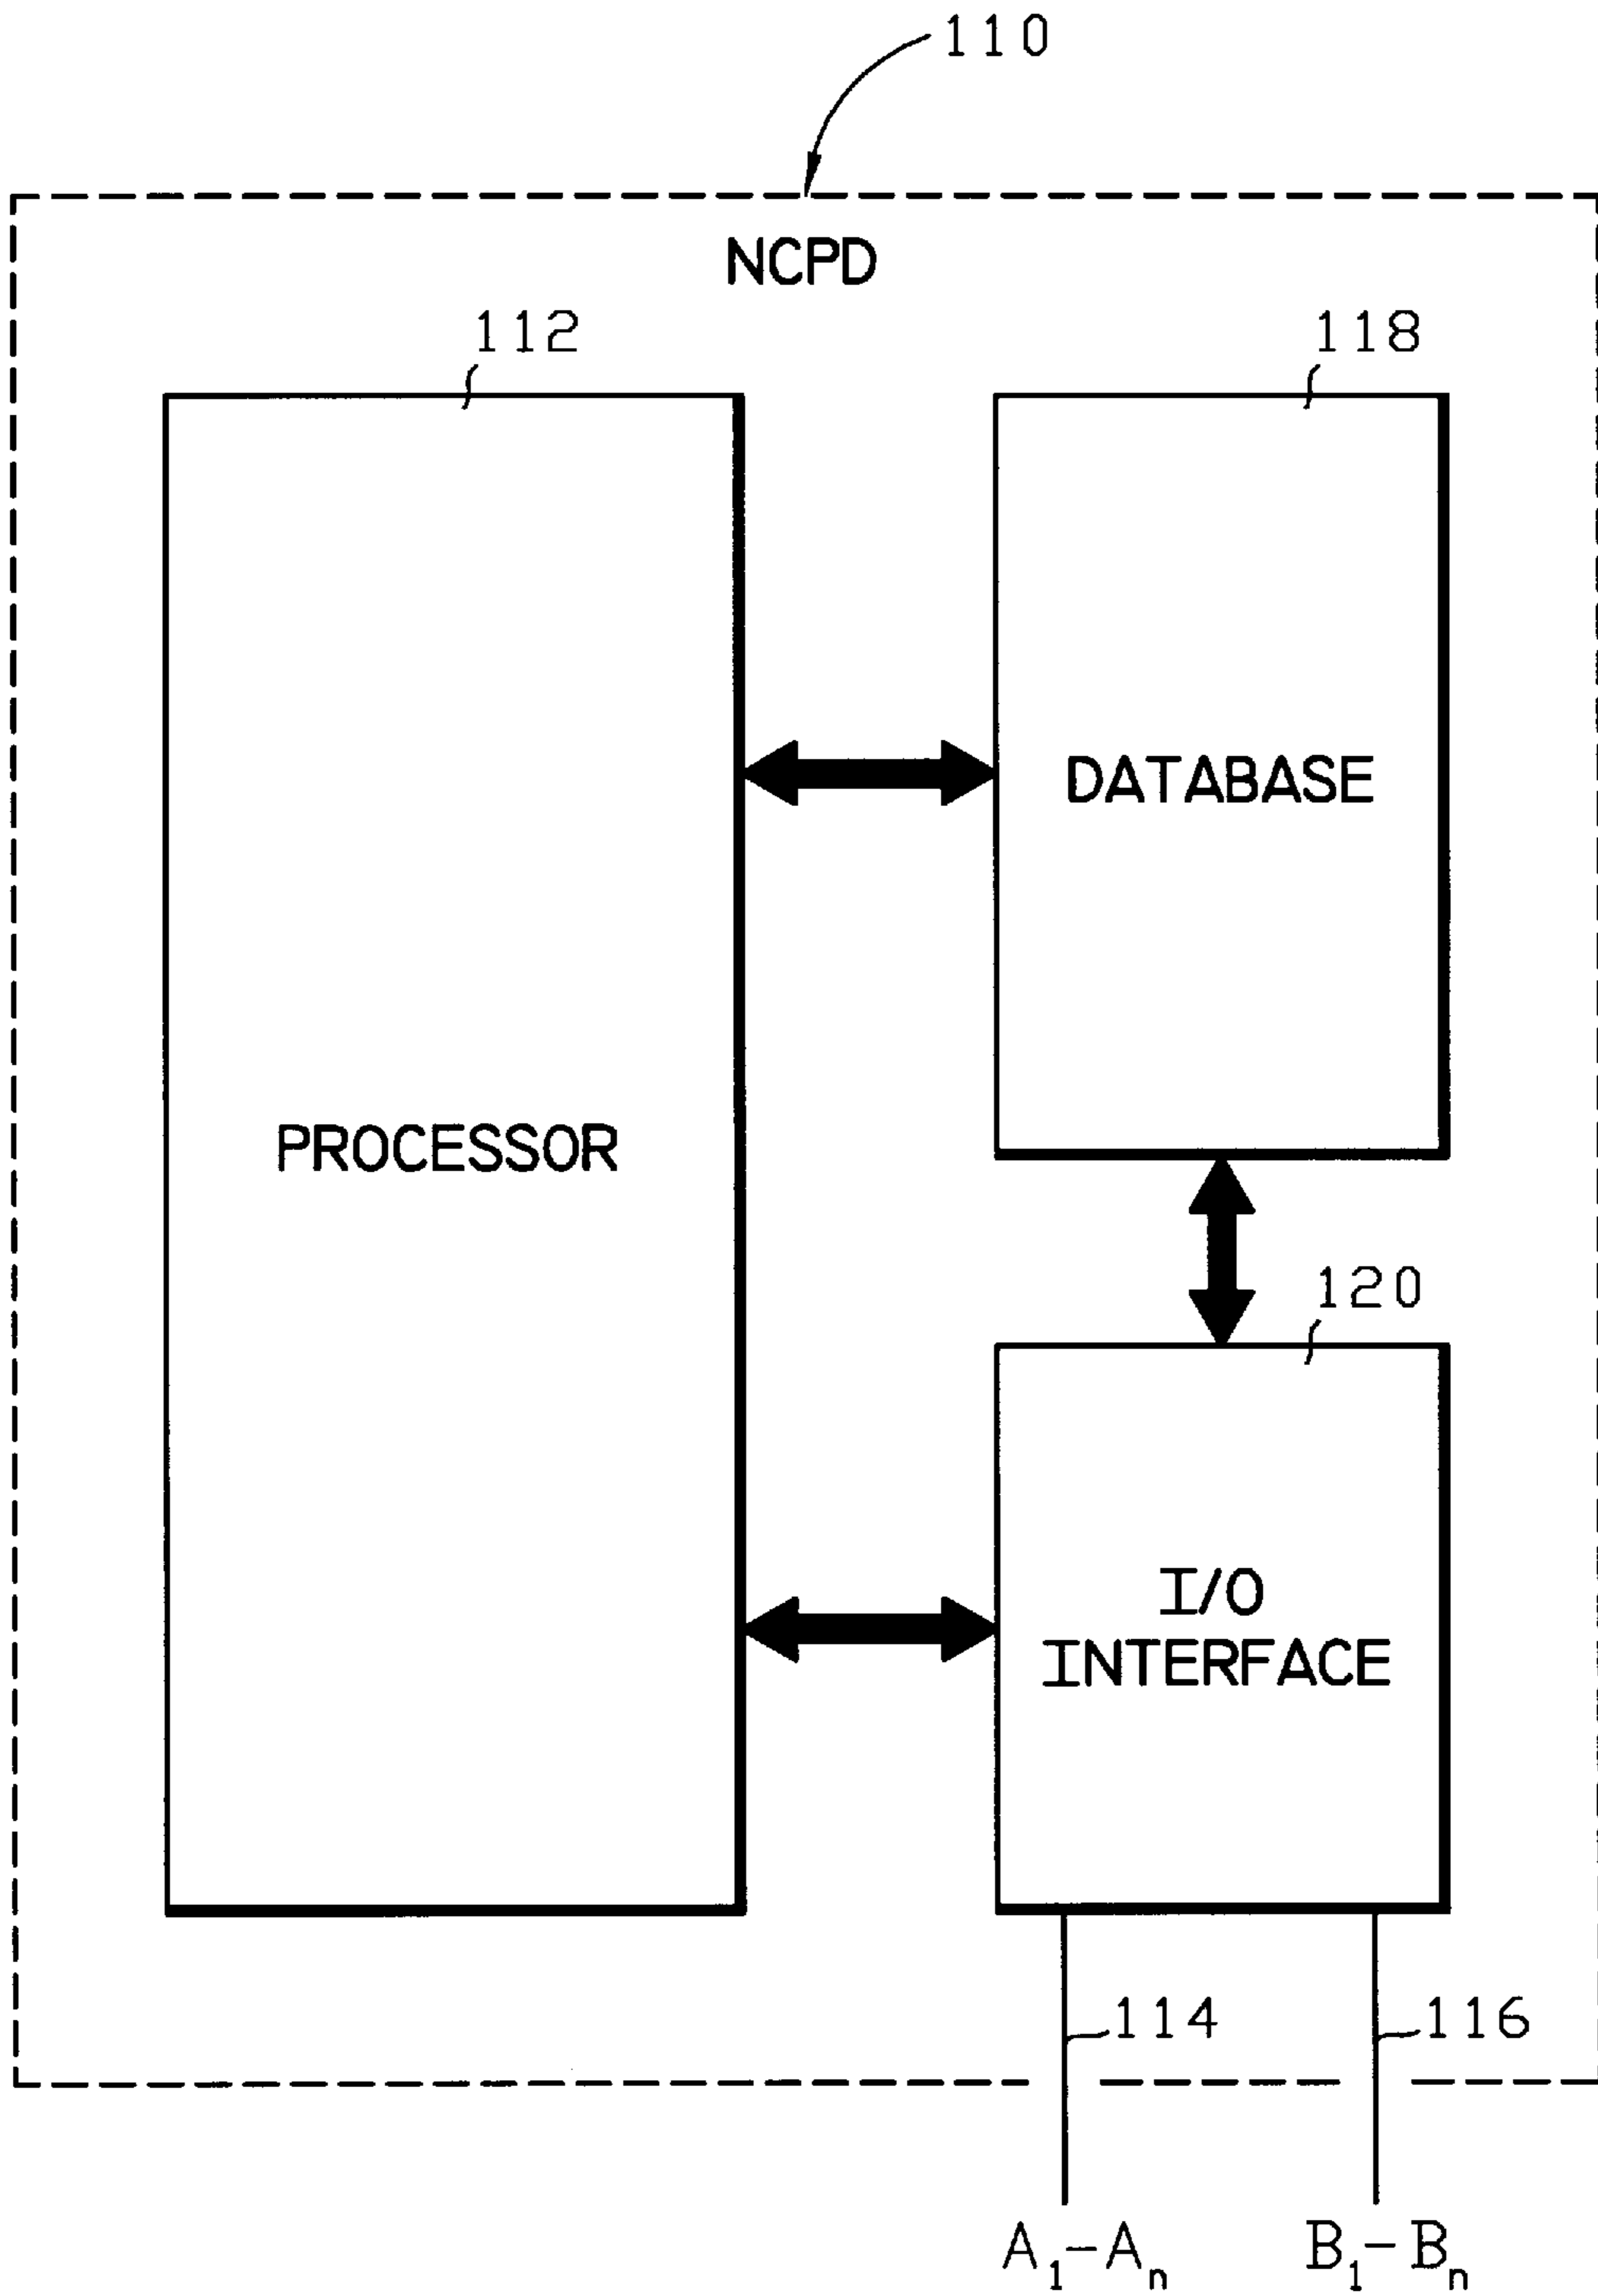 110
NCPD
112
118
DATABASE
PROCESSOR
120
I/O
INTERFACE
114
116
A₁-Aₙ
B₁-Bₙ